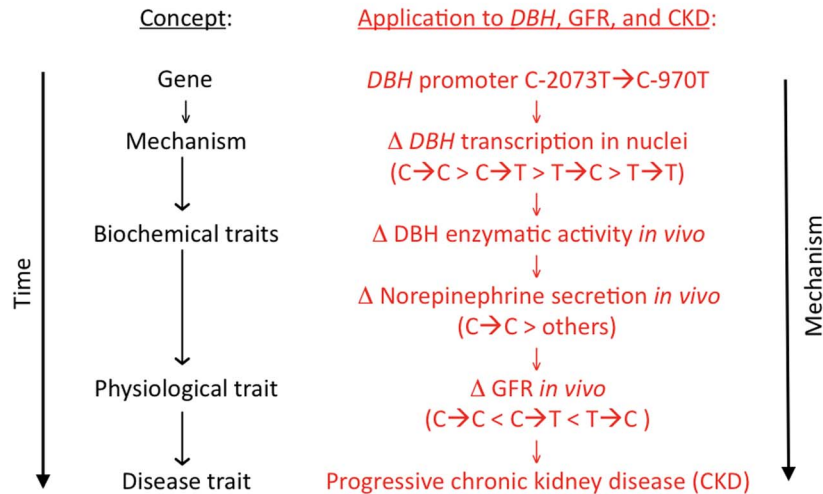 Concept:
Application to DBH, GFR, and CKD:
Gene
DBH promoter C-2073T→C-970T
↓
↓
Mechanism
Δ DBH transcription in nuclei
(C→C > C→T > T→C > T→T)
↓
↓
Biochemical traits
Δ DBH enzymatic activity in vivo
↓
Δ Norepinephrine secretion in vivo
(C→C > others)
↓
↓
Physiological trait
Δ GFR in vivo
(C→C < C→T < T→C )
↓
↓
Disease trait
Progressive chronic kidney disease (CKD)
Time
Mechanism